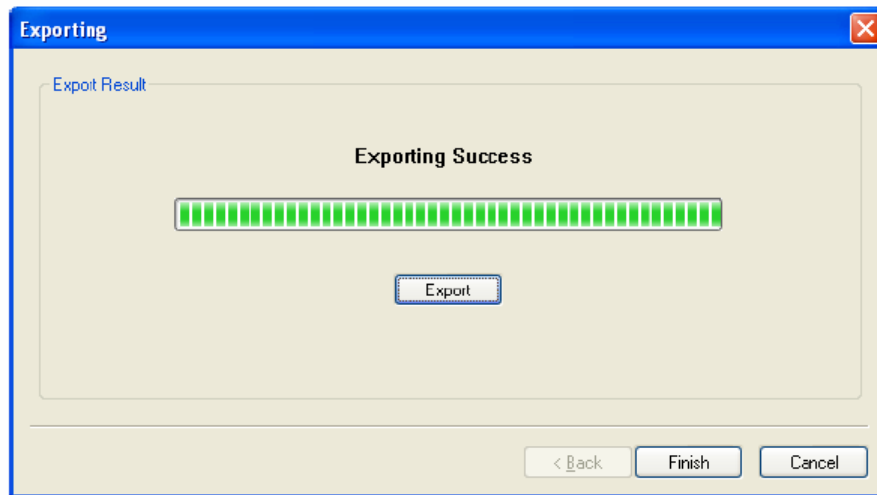 Exporting
Export Result
Exporting Success
Export
< Back
Finish
Cancel